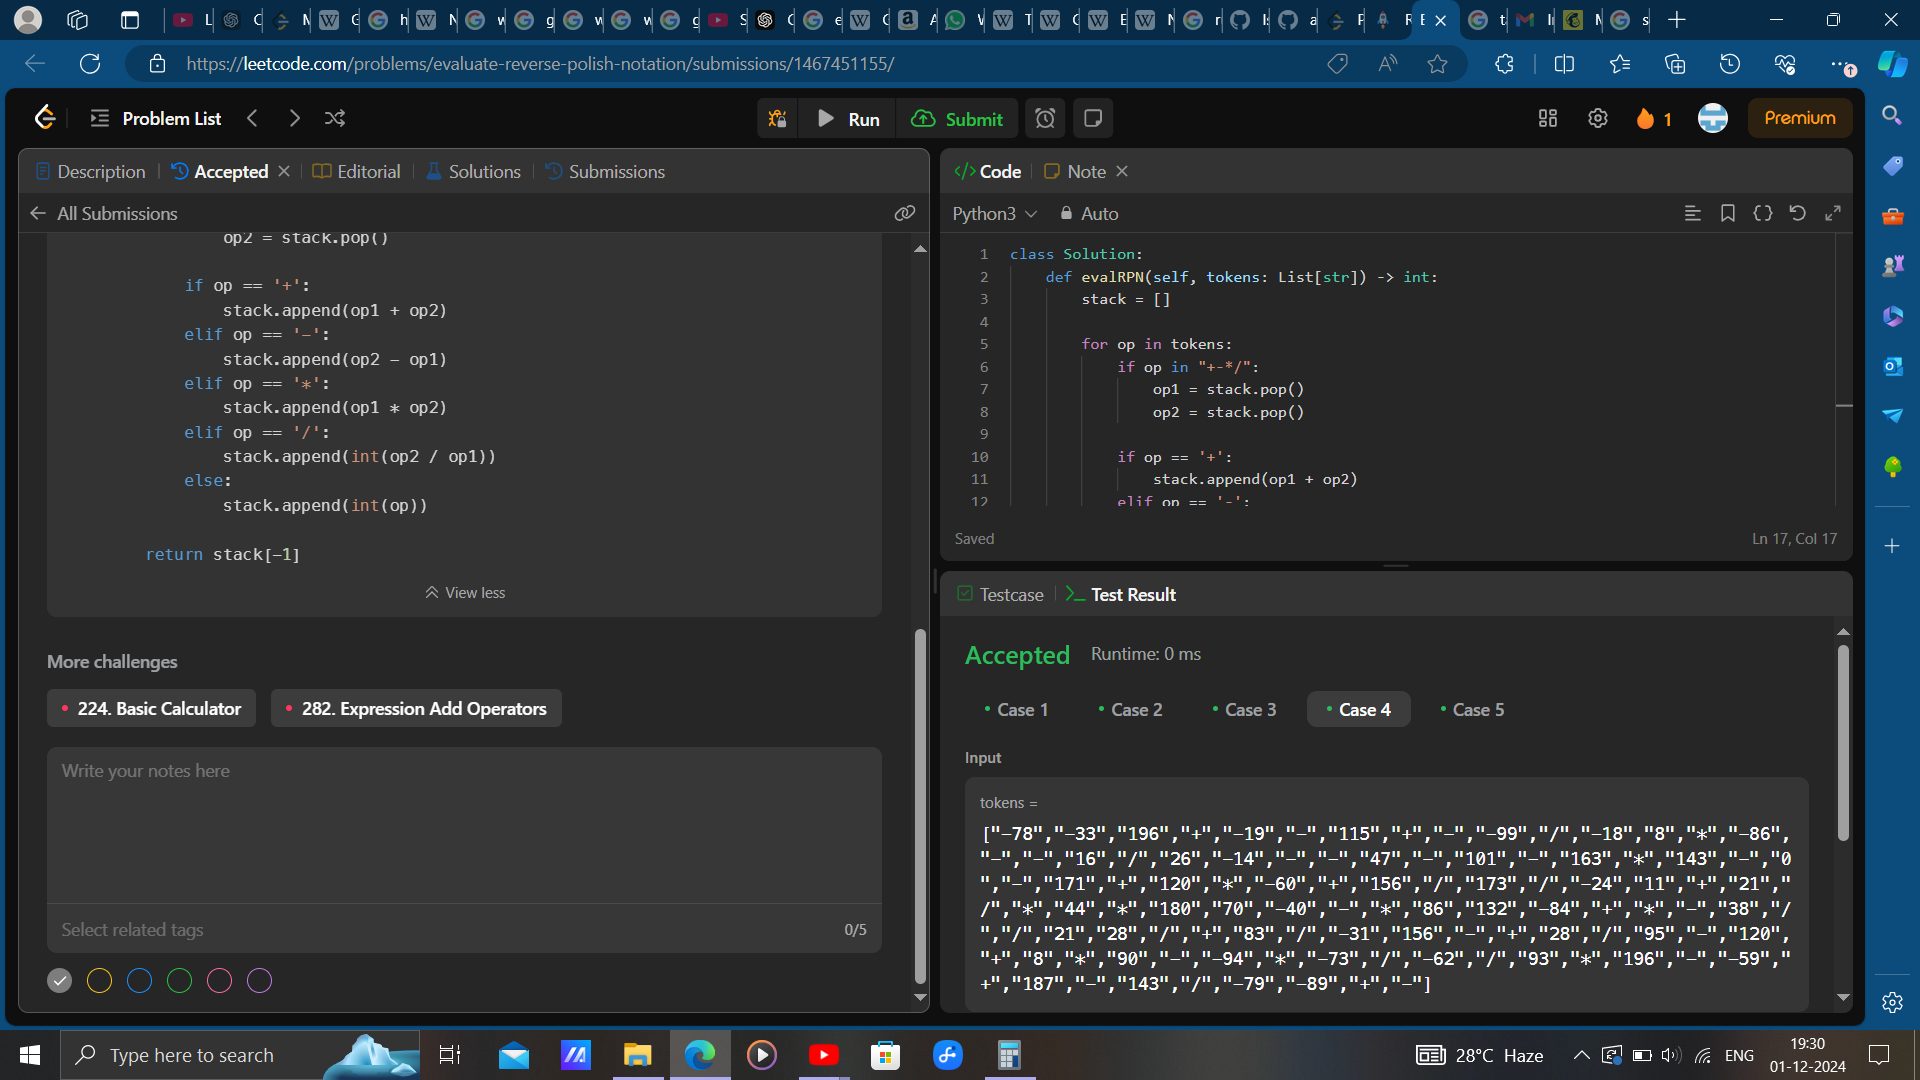 https://leetcode.com/problems/evaluate-reverse-polish-notation/submissions/1467451155/
Problem List
Run
Submit
1
Premium
Description
Accepted
Editorial
Solutions
Submissions
All Submissions
op2 = stack.pop()
if op == '+':
stack.append(op1 + op2)
elif op == '-':
stack.append(op2 - op1)
elif op == '*':
stack.append(op1 * op2)
elif op == '/':
stack.append(int(op2 / op1))
else:
stack.append(int(op))
return stack[-1]
View less
More challenges
224. Basic Calculator
282. Expression Add Operators
Write your notes here
Select related tags
0/5
</> Code
Note
Python3
Auto
1 class Solution:
2 def evalRPN(self, tokens: List[str]) -> int:
3 stack = []
4
5 for op in tokens:
6 if op in "+-*/":
7 op1 = stack.pop()
8 op2 = stack.pop()
9
10 if op == '+':
11 stack.append(op1 + op2)
12 elif op == '-':
Saved
Ln 17, Col 17
Testcase
Test Result
Accepted
Runtime: 0 ms
Case 1
Case 2
Case 3
Case 4
Case 5
Input
tokens =
["-78","-33","196","+","-19","-","115","+","-","-99","/","-18","8","*","-86",
"-","-","16","/","26","-14","-","-","47","-","101","-","163","*","143","-","0
","-","171","+","120","*","-60","+","156","/","173","/","-24","11","+","21","
/","*","44","*","180","70","-40","-","*","86","132","-84","+","*","-","38","/
","/","21","28","/","+","83","/","-31","156","-","+","28","/","95","-","120",
"+","8","*","90","-","-94","*","-73","/","-62","/","93","*","196","-","-59","
+","187","-","143","/","-79","-89","+","-"]
Type here to search
28°C Haze
ENG
19:30
01-12-2024